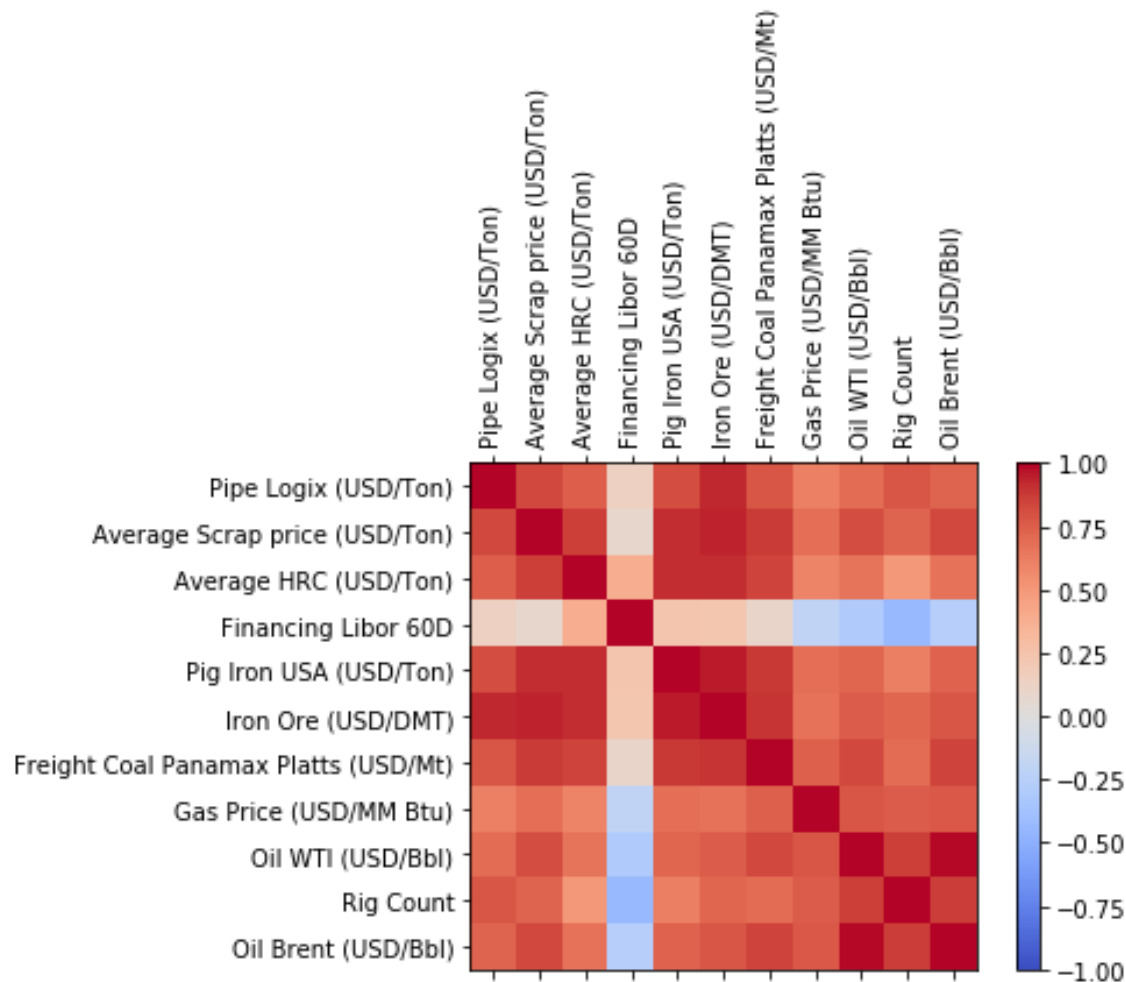 Pipe Logix (USD/Ton)
Average Scrap price (USD/Ton)
Average HRC (USD/Ton)
Financing Libor 60D
Pig Iron USA (USD/Ton)
Iron Ore (USD/DMT)
Freight Coal Panamax Platts (USD/Mt)
Gas Price (USD/MM Btu)
Oil WTI (USD/Bbl)
Rig Count
Oil Brent (USD/Bbl)
Pipe Logix (USD/Ton)
Average Scrap price (USD/Ton)
Average HRC (USD/Ton)
Financing Libor 60D
Pig Iron USA (USD/Ton)
Iron Ore (USD/DMT)
Freight Coal Panamax Platts (USD/Mt)
Gas Price (USD/MM Btu)
Oil WTI (USD/Bbl)
Rig Count
Oil Brent (USD/Bbl)
1.00
0.75
0.50
0.25
0.00
−0.25
−0.50
−0.75
−1.00